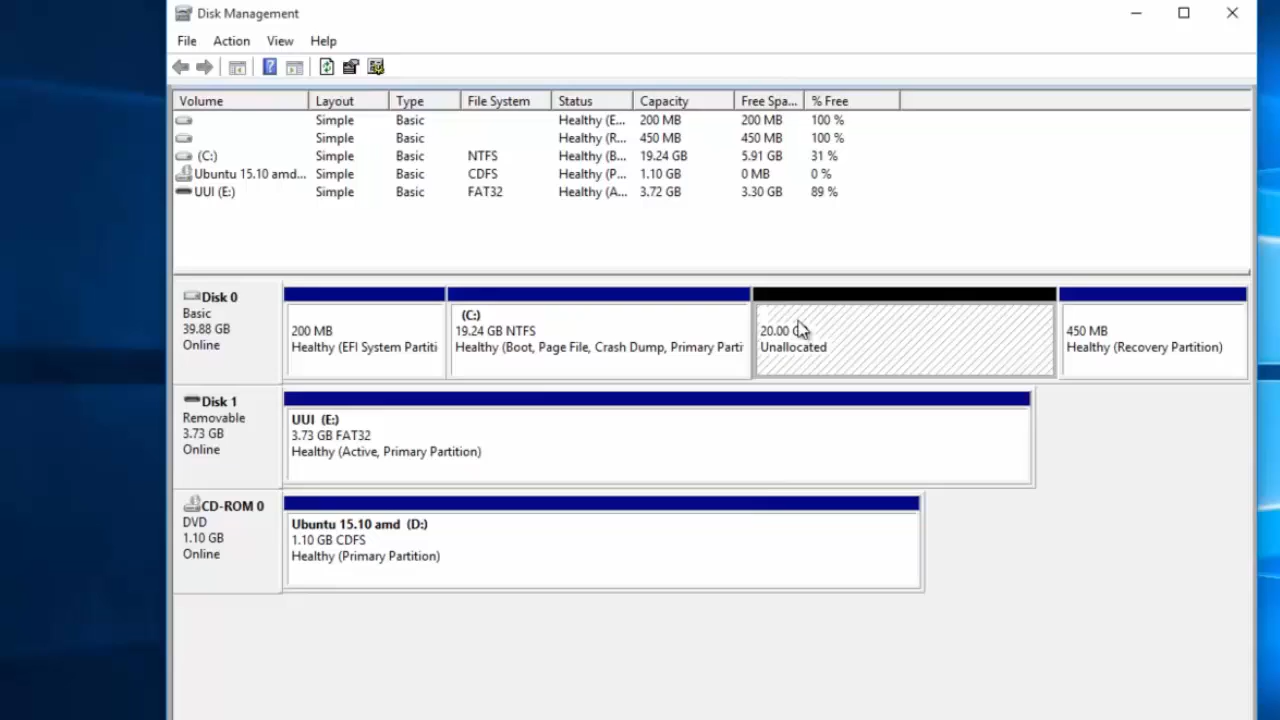 Disk Management
File Action View Help
Volume Layout Type File System Status Capacity Free Spa... % Free
Simple Basic Healthy (E... 200 MB 200 MB 100 %
Simple Basic Healthy (R... 450 MB 450 MB 100 %
(C:) Simple Basic NTFS Healthy (B... 19.24 GB 5.91 GB 31 %
Ubuntu 15.10 amd... Simple Basic CDFS Healthy (P... 1.10 GB 0 MB 0 %
UUI (E:) Simple Basic FAT32 Healthy (A... 3.72 GB 3.30 GB 89 %
Disk 0
Basic
39.88 GB
Online
200 MB
Healthy (EFI System Partiti
(C:)
19.24 GB NTFS
Healthy (Boot, Page File, Crash Dump, Primary Parti
20.00
Unallocated
450 MB
Healthy (Recovery Partition)
Disk 1
Removable
3.73 GB
Online
UUI (E:)
3.73 GB FAT32
Healthy (Active, Primary Partition)
CD-ROM 0
DVD
1.10 GB
Online
Ubuntu 15.10 amd (D:)
1.10 GB CDFS
Healthy (Primary Partition)